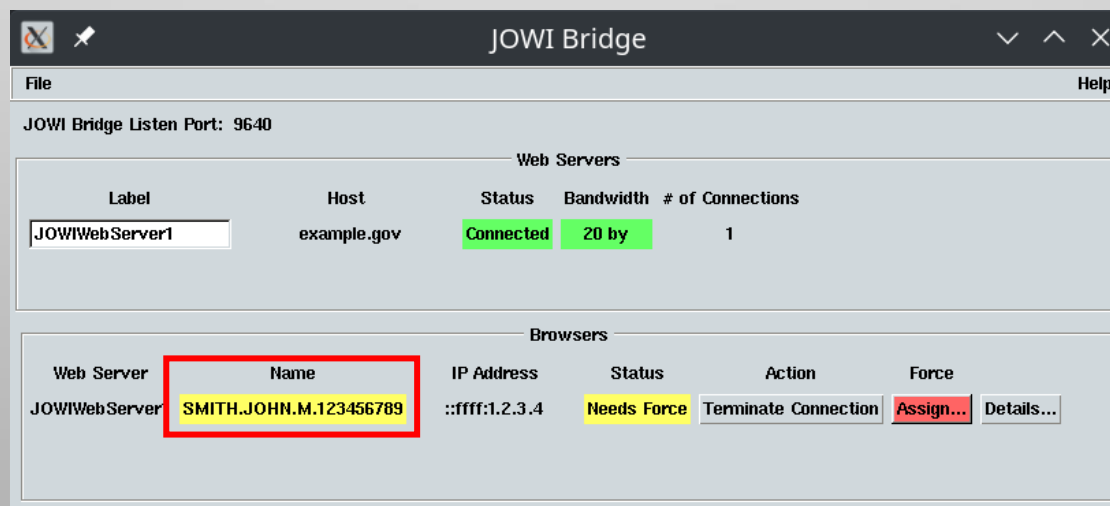 JOWI Bridge
File Help
JOWI Bridge Listen Port: 9640
Web Servers
Label Host Status Bandwidth # of Connections
JOWIWebServer1 example.gov Connected 20 by 1
Browsers
Web Server Name IP Address Status Action Force
JOWIWebServer1 SMITH.JOHN.M.123456789 ::ffff:1.2.3.4 Needs Force Terminate Connection Assign... Details...